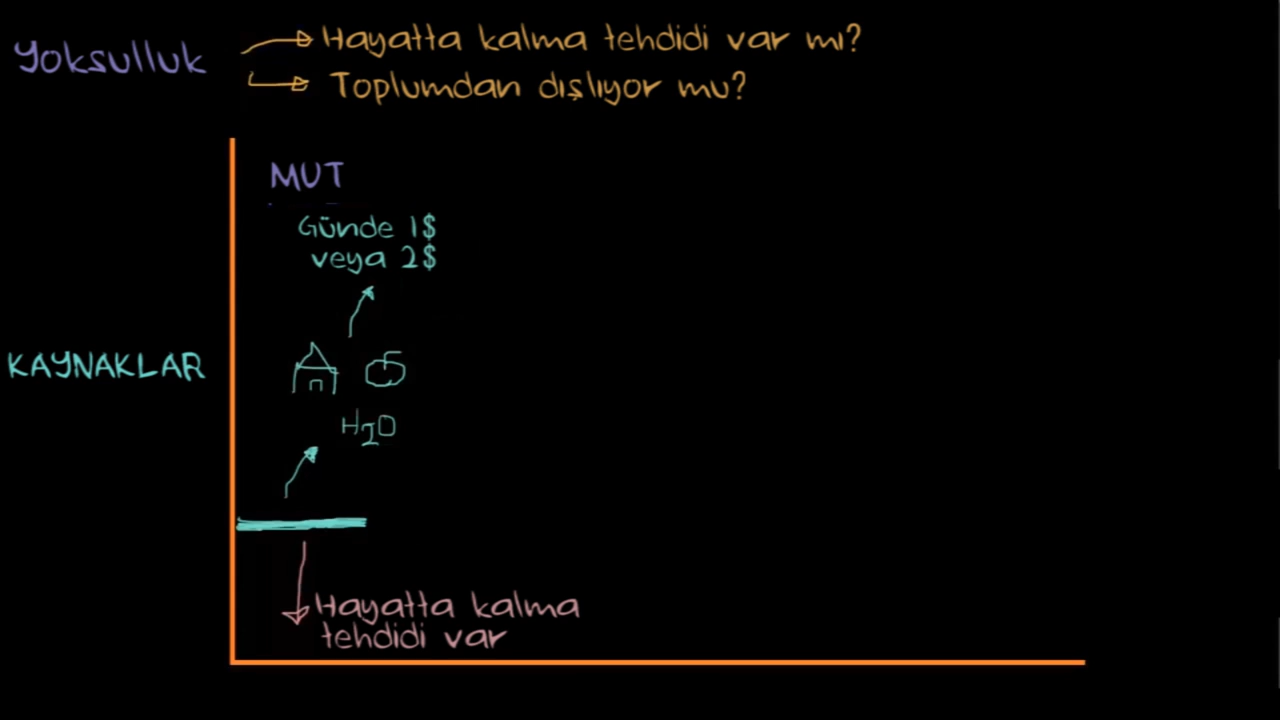 Yoksulluk
Hayatta kalma tehdidi var mı?
Toplumdan dışlıyor mu?
MUT
Günde 1$
veya 2$
KAYNAKLAR
H2O
Hayatta kalma
tehdidi var